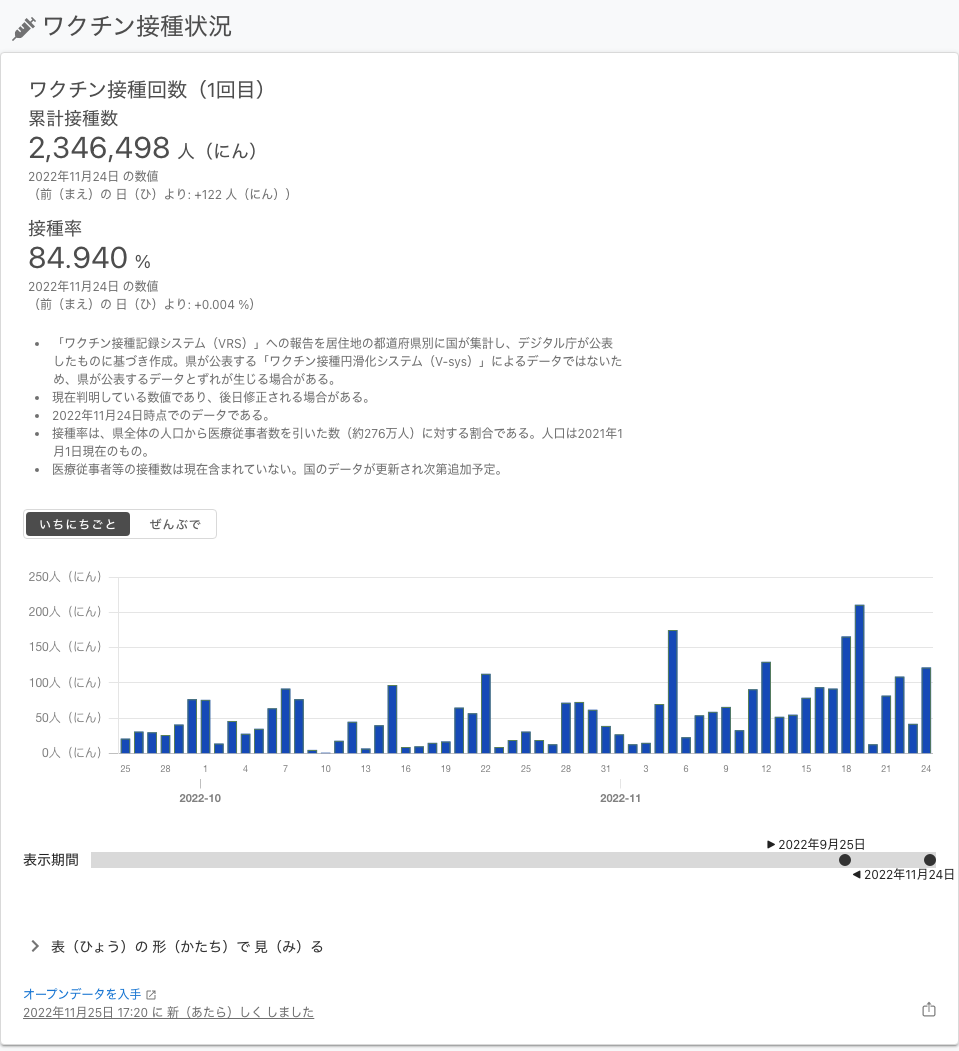 ワクチン接種状況
ワクチン接種回数（1回目）
累計接種数
2,346,498 人（にん）
2022年11月24日 の数値
（前（まえ）の 日（ひ）より: +122 人（にん））
接種率
84.940 %
2022年11月24日 の数値
（前（まえ）の 日（ひ）より: +0.004 %）
• 「ワクチン接種記録システム（VRS）」への報告を居住地の都道府県別に国が集計し、デジタル庁が公表
したものに基づき作成。県が公表する「ワクチン接種円滑化システム（V-sys）」によるデータではないた
め、県が公表するデータとずれが生じる場合がある。
• 現在判明している数値であり、後日修正される場合がある。
• 2022年11月24日時点でのデータである。
• 接種率は、県全体の人口から医療従事者数を引いた数（約276万人）に対する割合である。人口は2021年1
月1日現在のもの。
• 医療従事者等の接種数は現在含まれていない。国のデータが更新され次第追加予定。
いちにちごと ぜんぶで
250人（にん）
200人（にん）
150人（にん）
100人（にん）
50人（にん）
0人（にん）
25 28 1 4 7 10 13 16 19 22 25 28 31 3 6 9 12 15 18 21 24
2022-10 2022-11
▶ 2022年9月25日
表示期間
◀ 2022年11月24日
表（ひょう）の 形（かたち）で 見（み）る
オープンデータを入手
2022年11月25日 17:20 に 新（あたら）しく しました